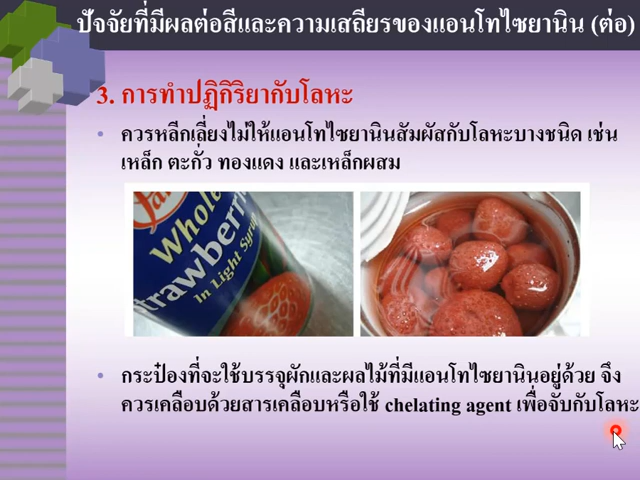 ปัจจัยที่มีผลต่อสีและความเสถียรของแอนโทไซยานิน (ต่อ)
3. การทำปฏิกิริยากับโลหะ
• ควรหลีกเลี่ยงไม่ให้แอนโทไซยานินสัมผัสกับโลหะบางชนิด เช่น
เหล็ก ตะกั่ว ทองแดง และเหล็กผสม
Whole
trawberr
In Light Syrup
• กระป๋องที่จะใช้บรรจุผักและผลไม้ที่มีแอนโทไซยานินอยู่ด้วย จึง
ควรเคลือบด้วยสารเคลือบหรือใช้ chelating agent เพื่อจับกับโลหะ